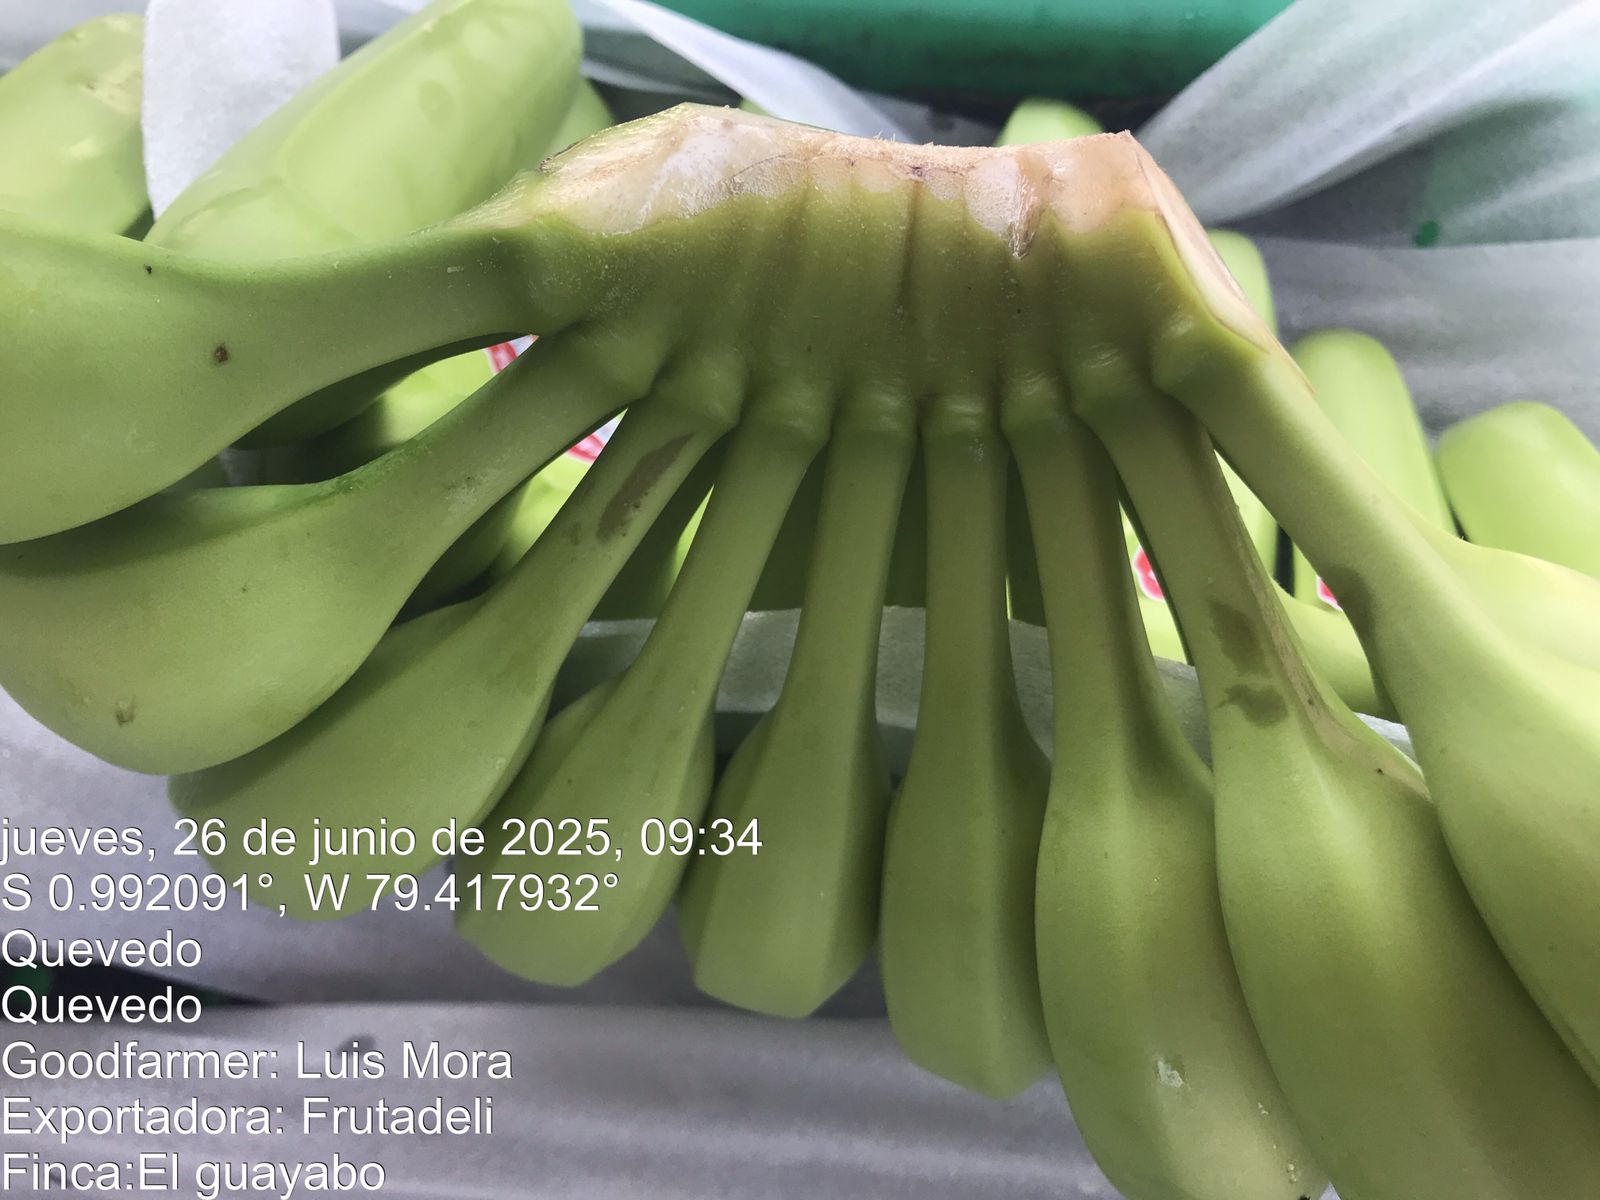 jueves, 26 de junio de 2025, 09:34
S 0.992091°, W 79.417932°
Quevedo
Quevedo
Goodfarmer: Luis Mora
Exportadora: Frutadeli
Finca:El guayabo